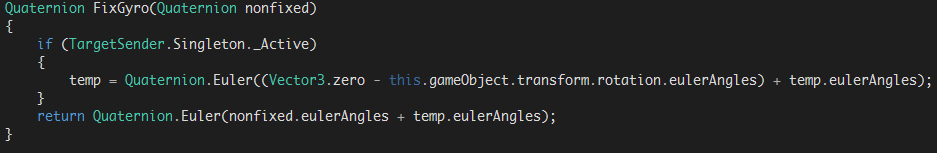 Quaternion FixGyro(Quaternion nonfixed)
{
    if (TargetSender.Singleton._Active)
    {
        temp = Quaternion.Euler((Vector3.zero - this.gameObject.transform.rotation.eulerAngles) + temp.eulerAngles);
    }
    return Quaternion.Euler(nonfixed.eulerAngles + temp.eulerAngles);
}